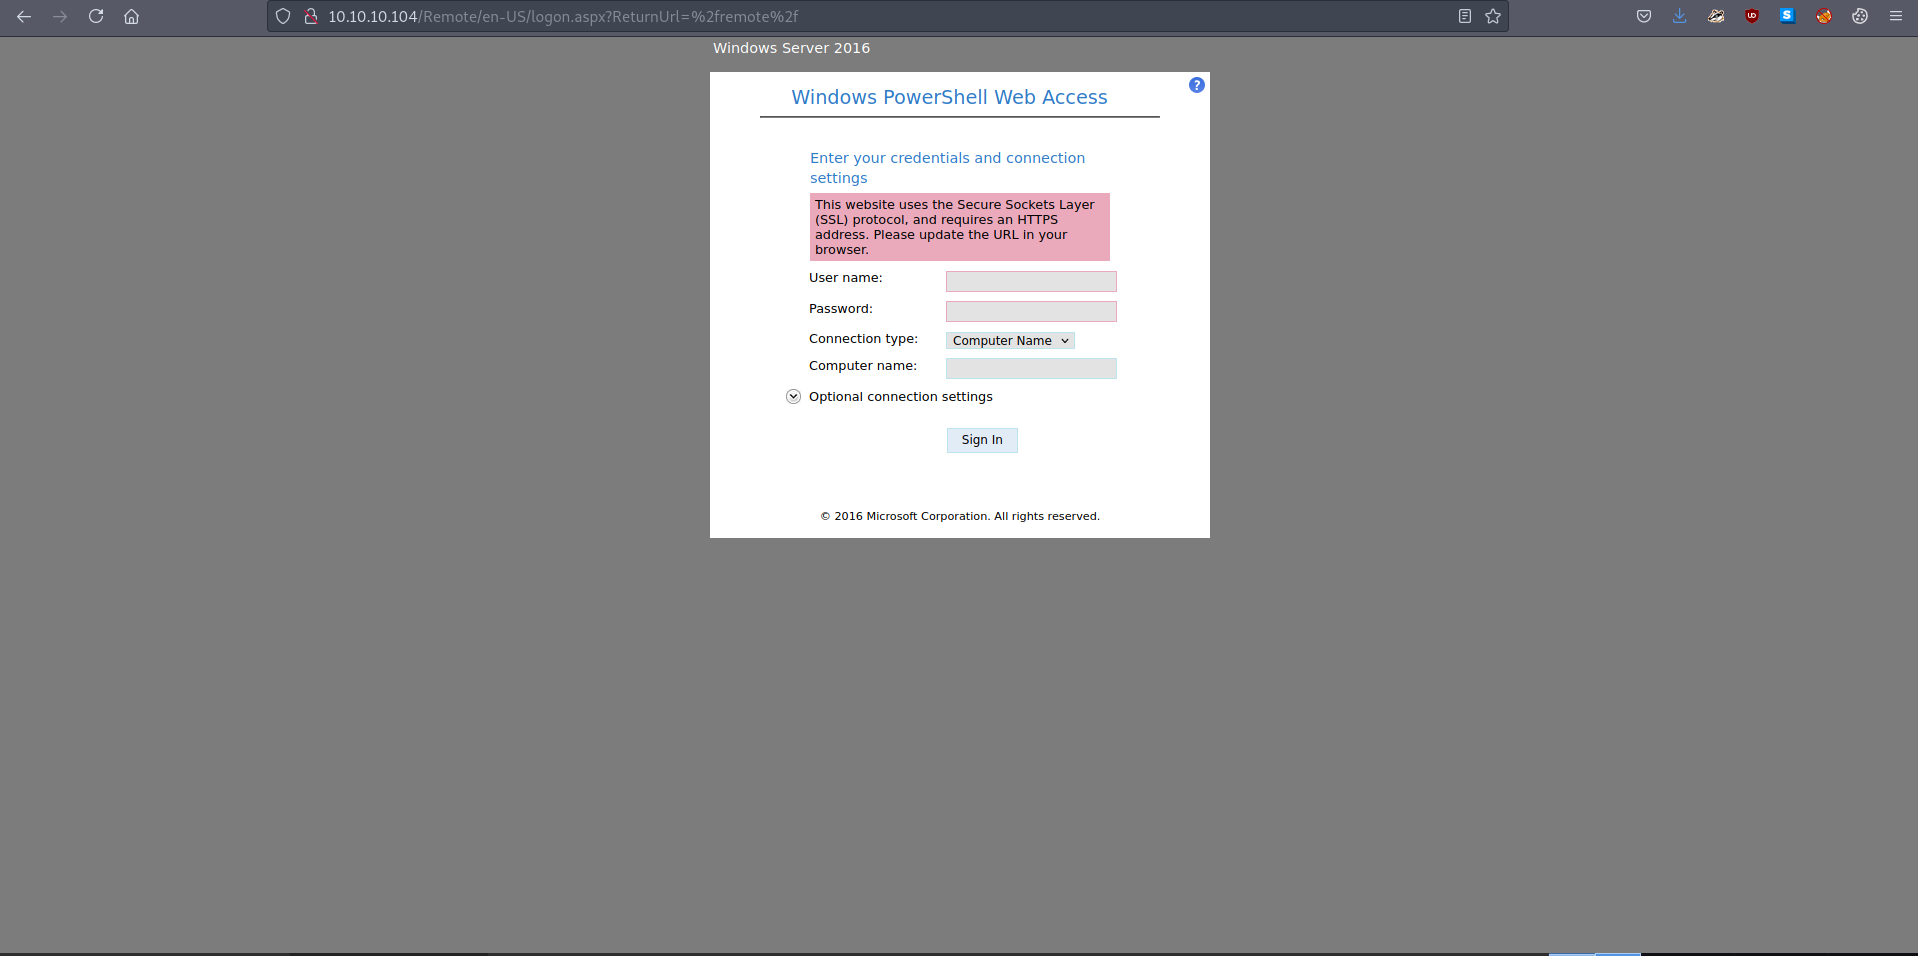 10.10.10.104/Remote/en-US/logon.aspx?ReturnUrl=%2fremote%2f
Windows Server 2016
?
Windows PowerShell Web Access
Enter your credentials and connection
settings
This website uses the Secure Sockets Layer
(SSL) protocol, and requires an HTTPS
address. Please update the URL in your
browser.
User name:
Password:
Connection type: Computer Name
Computer name:
Optional connection settings
Sign In
© 2016 Microsoft Corporation. All rights reserved.